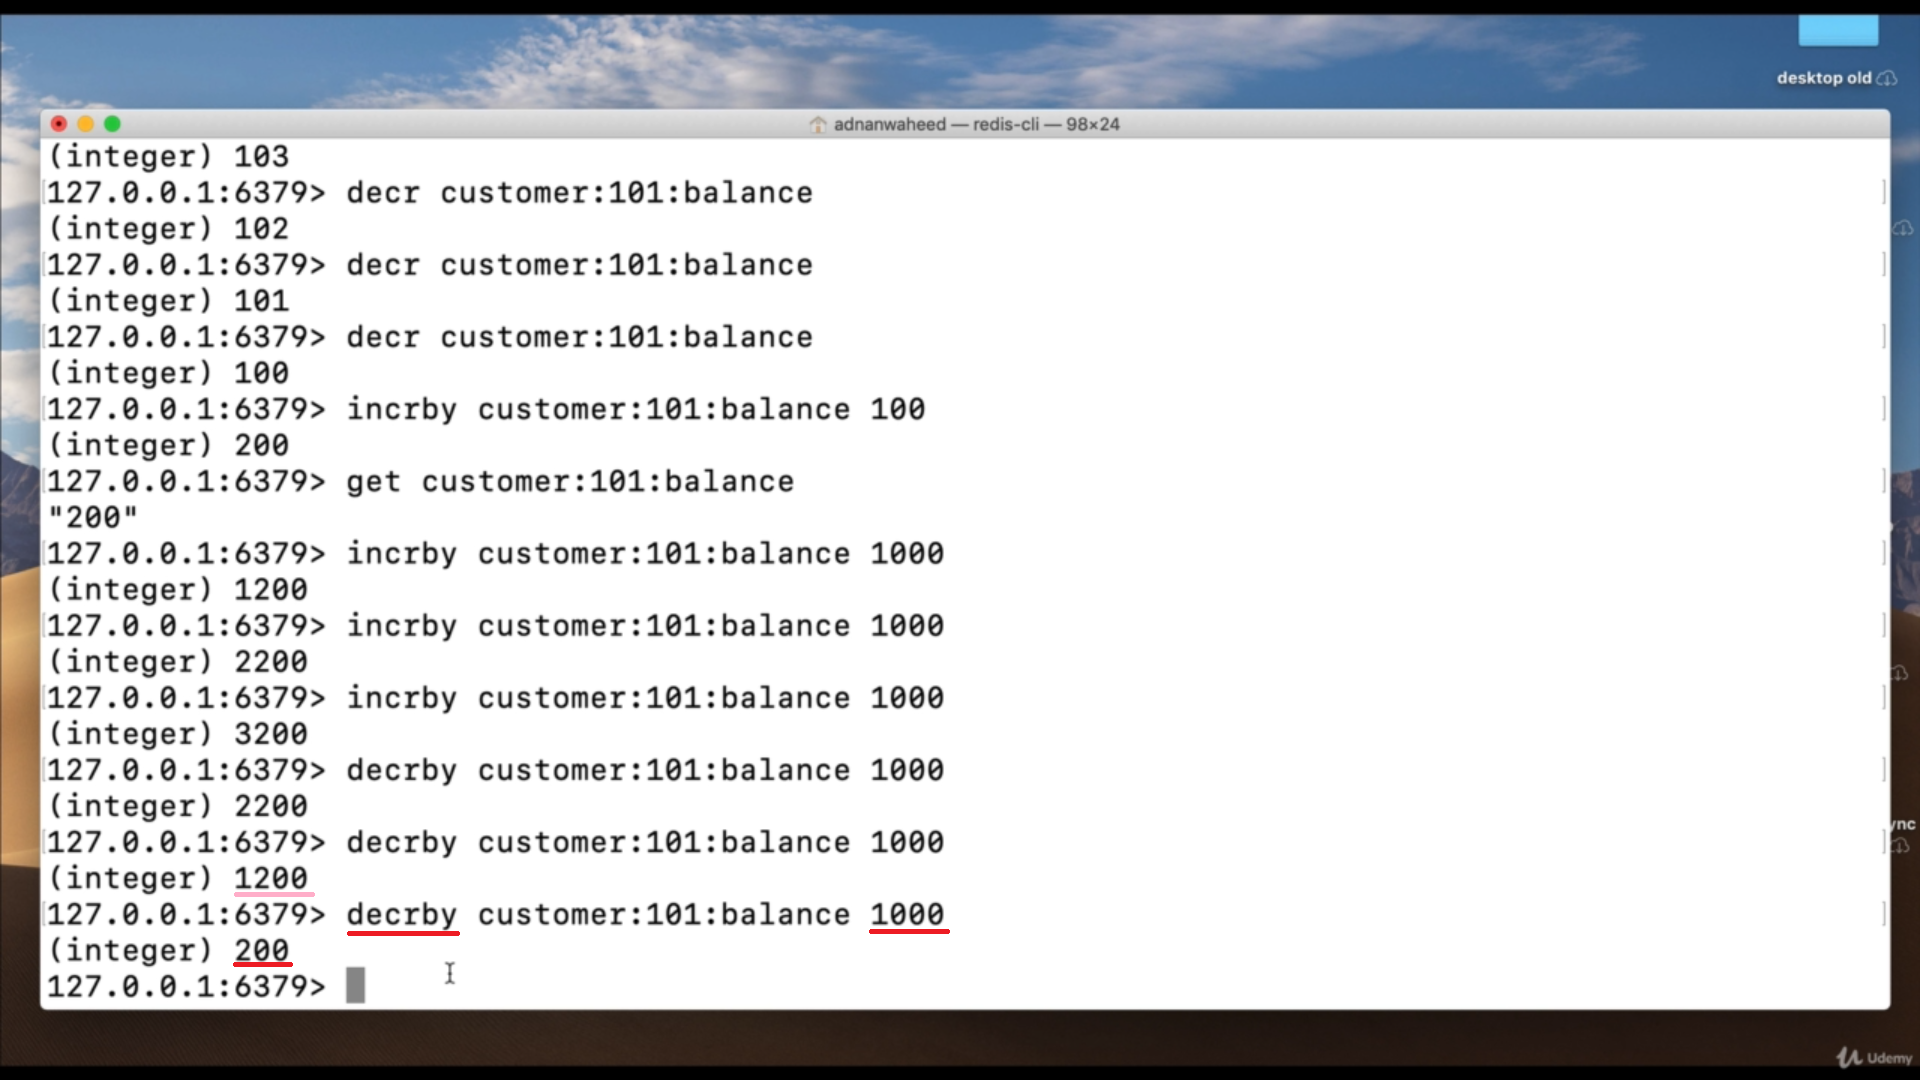 desktop old
adnanwaheed — redis-cli — 98×24
(integer) 103
127.0.0.1:6379> decr customer:101:balance
(integer) 102
127.0.0.1:6379> decr customer:101:balance
(integer) 101
127.0.0.1:6379> decr customer:101:balance
(integer) 100
127.0.0.1:6379> incrby customer:101:balance 100
(integer) 200
127.0.0.1:6379> get customer:101:balance
"200"
127.0.0.1:6379> incrby customer:101:balance 1000
(integer) 1200
127.0.0.1:6379> incrby customer:101:balance 1000
(integer) 2200
127.0.0.1:6379> incrby customer:101:balance 1000
(integer) 3200
127.0.0.1:6379> decrby customer:101:balance 1000
(integer) 2200
127.0.0.1:6379> decrby customer:101:balance 1000
(integer) 1200
127.0.0.1:6379> decrby customer:101:balance 1000
(integer) 200
127.0.0.1:6379>
ync
Udemy